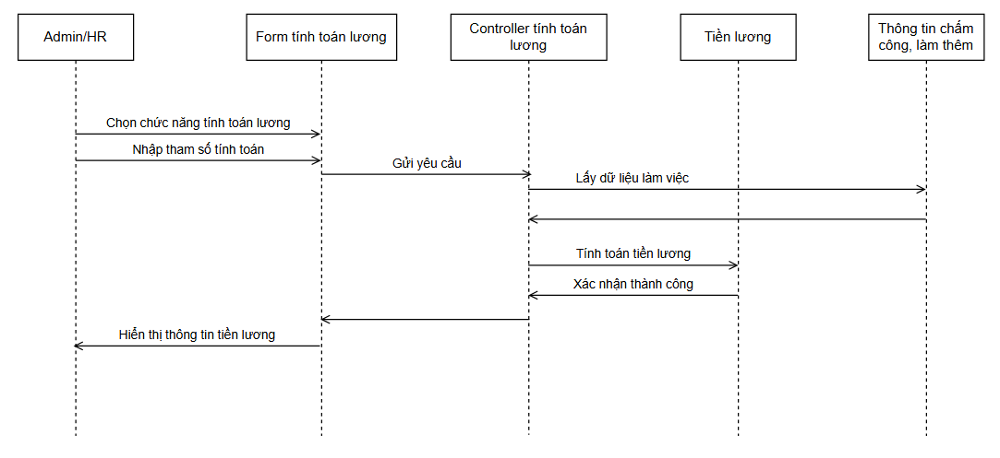 Admin/HR
Form tính toán lương
Controller tính toán
lương
Tiền lương
Thông tin chấm
công, làm thêm
Chọn chức năng tính toán lương
Nhập tham số tính toán
Gửi yêu cầu
Lấy dữ liệu làm việc
Tính toán tiền lương
Xác nhận thành công
Hiển thị thông tin tiền lương